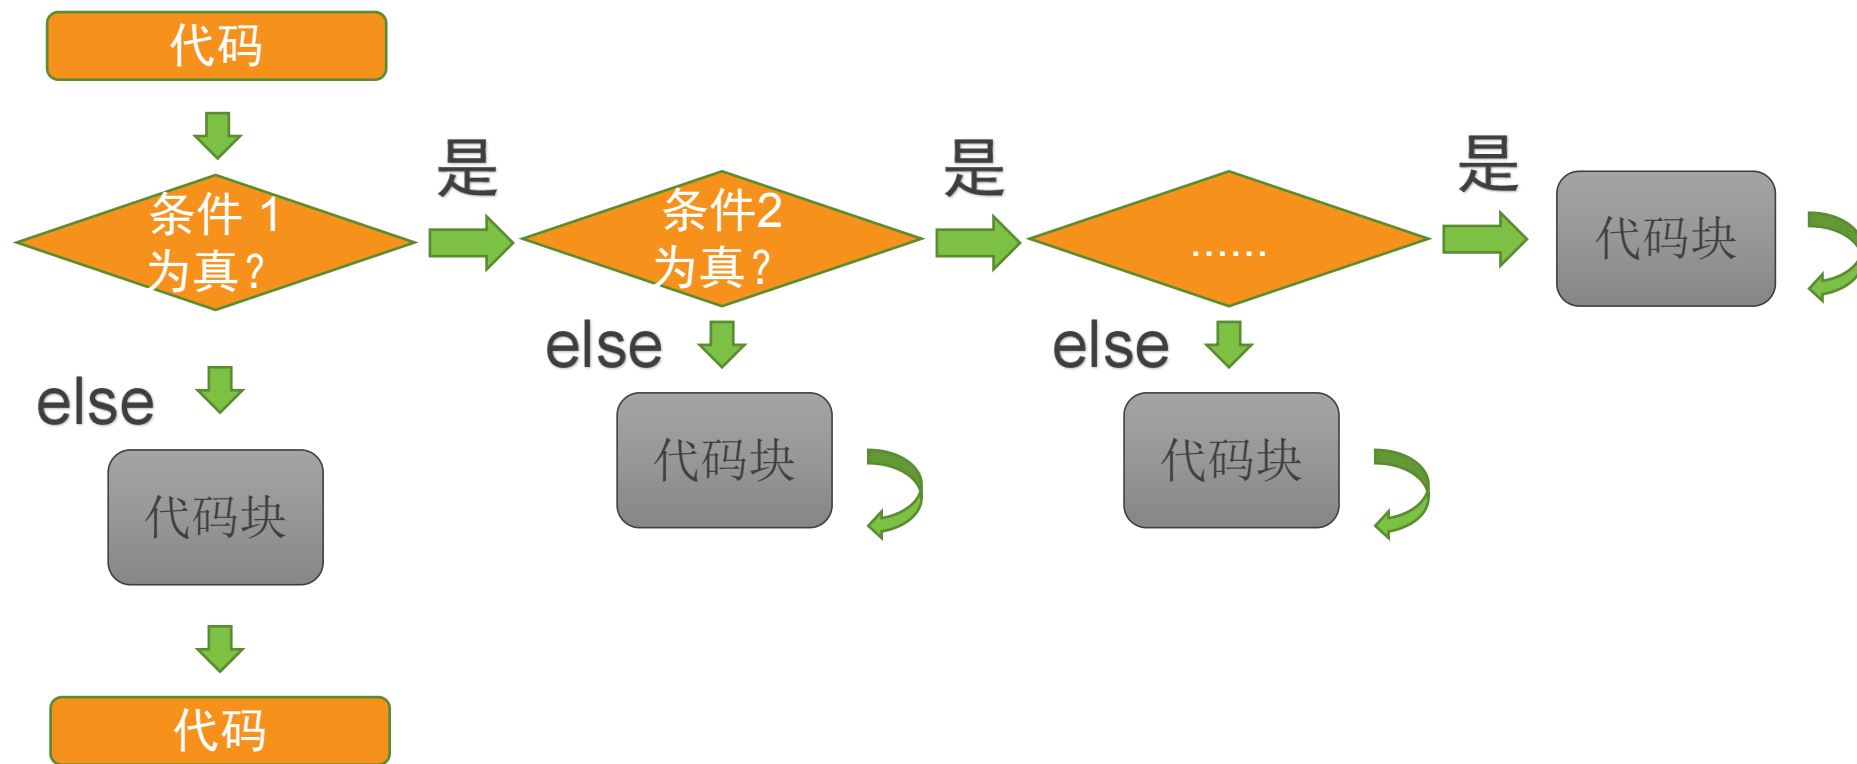 代码
是
是
是
条件 1
为真?
条件2
为真?
......
代码块
else
else
else
代码块
代码块
代码块
代码